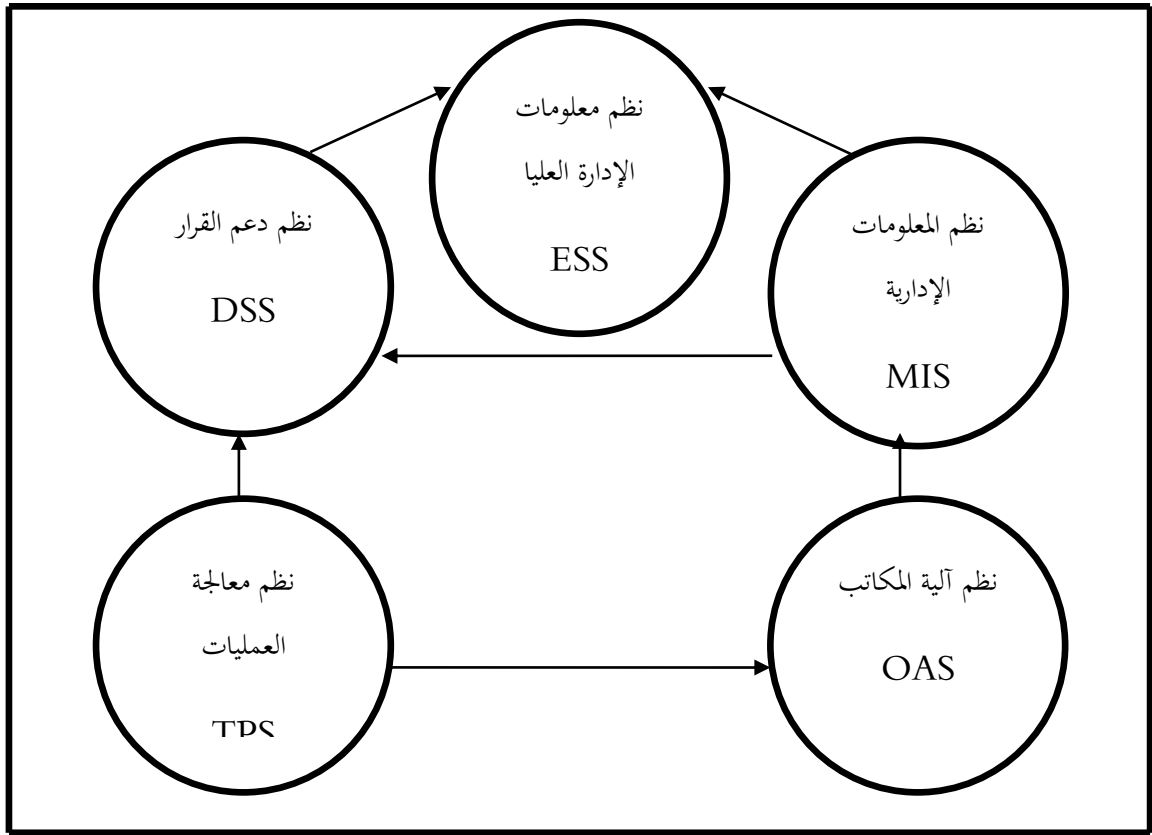 نظم معلومات
الإدارة العليا
ESS
نظم المعلومات
الإدارية
MIS
نظم دعم القرار
DSS
نظم آلية المكاتب
OAS
نظم معالجة
العمليات
TPS